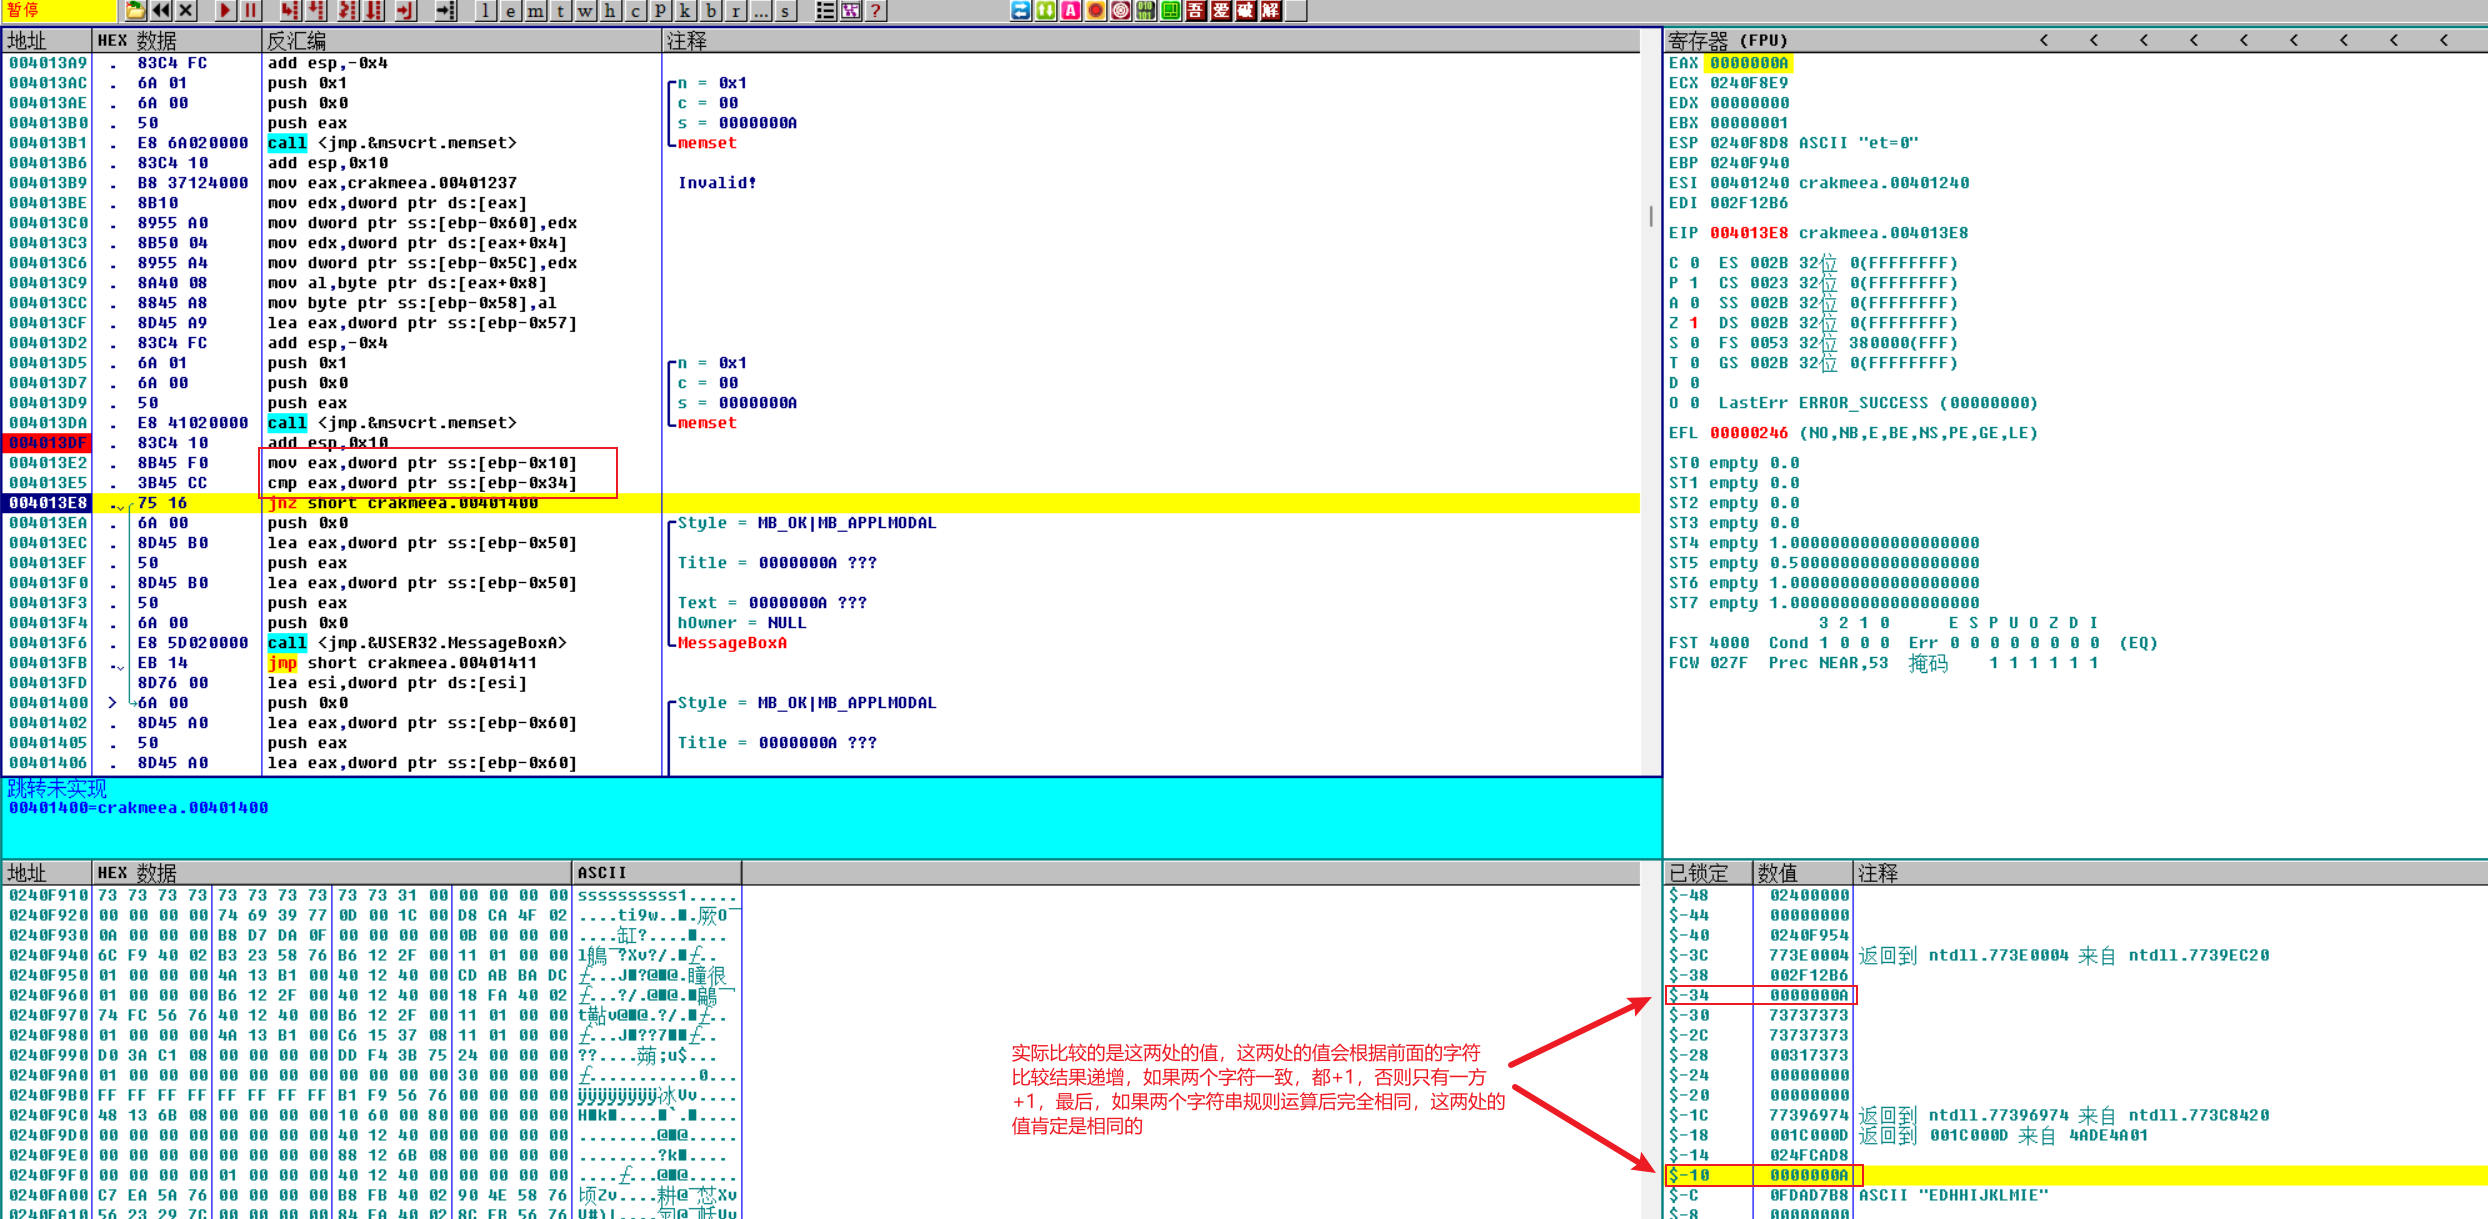 暂停
l e m t w h c p k b r ... s ?
吾 爱 破 解
地址 HEX 数据 反汇编 注释
004013A9 . 83C4 FC add esp,-0x4
004013AC . 6A 01 push 0x1 n = 0x1
004013AE . 6A 00 push 0x0 c = 00
004013B0 . 50 push eax s = 0000000A
004013B1 . E8 6A020000 call <jmp.&msvcrt.memset> memset
004013B6 . 83C4 10 add esp,0x10
004013B9 . B8 37124000 mov eax,crakmeea.00401237 Invalid!
004013BE . 8B10 mov edx,dword ptr ds:[eax]
004013C0 . 8955 A0 mov dword ptr ss:[ebp-0x60],edx
004013C3 . 8B50 04 mov edx,dword ptr ds:[eax+0x4]
004013C6 . 8955 A4 mov dword ptr ss:[ebp-0x5C],edx
004013C9 . 8A40 08 mov al,byte ptr ds:[eax+0x8]
004013CC . 8845 A8 mov byte ptr ss:[ebp-0x58],al
004013CF . 8D45 A9 lea eax,dword ptr ss:[ebp-0x57]
004013D2 . 83C4 FC add esp,-0x4
004013D5 . 6A 01 push 0x1 n = 0x1
004013D7 . 6A 00 push 0x0 c = 00
004013D9 . 50 push eax s = 0000000A
004013DA . E8 41020000 call <jmp.&msvcrt.memset> memset
004013DF . 83C4 10 add esp,0x10
004013E2 . 8B45 F0 mov eax,dword ptr ss:[ebp-0x10]
004013E5 . 3B45 CC cmp eax,dword ptr ss:[ebp-0x34]
004013E8 . 75 16 jnz short crakmeea.00401400
004013EA . 6A 00 push 0x0 Style = MB_OK|MB_APPLMODAL
004013EC . 8D45 B0 lea eax,dword ptr ss:[ebp-0x50]
004013EF . 50 push eax Title = 0000000A ???
004013F0 . 8D45 B0 lea eax,dword ptr ss:[ebp-0x50]
004013F3 . 50 push eax Text = 0000000A ???
004013F4 . 6A 00 push 0x0 hOwner = NULL
004013F6 . E8 5D020000 call <jmp.&USER32.MessageBoxA> MessageBoxA
004013FB . EB 14 jmp short crakmeea.00401411
004013FD 8D76 00 lea esi,dword ptr ds:[esi]
00401400 > 6A 00 push 0x0 Style = MB_OK|MB_APPLMODAL
00401402 . 8D45 A0 lea eax,dword ptr ss:[ebp-0x60]
00401405 . 50 push eax Title = 0000000A ???
00401406 . 8D45 A0 lea eax,dword ptr ss:[ebp-0x60]
跳转未实现
00401400=crakmeea.00401400
寄存器 (FPU) < < < < < < < < <
EAX 0000000A
ECX 0240F8E9
EDX 00000000
EBX 00000001
ESP 0240F8D8 ASCII "et=0"
EBP 0240F940
ESI 00401240 crakmeea.00401240
EDI 002F12B6
EIP 004013E8 crakmeea.004013E8
C 0 ES 002B 32位 0(FFFFFFFF)
P 1 CS 0023 32位 0(FFFFFFFF)
A 0 SS 002B 32位 0(FFFFFFFF)
Z 1 DS 002B 32位 0(FFFFFFFF)
S 0 FS 0053 32位 380000(FFF)
T 0 GS 002B 32位 0(FFFFFFFF)
D 0
O 0 LastErr ERROR_SUCCESS (00000000)
EFL 00000246 (NO,NB,E,BE,NS,PE,GE,LE)
ST0 empty 0.0
ST1 empty 0.0
ST2 empty 0.0
ST3 empty 0.0
ST4 empty 1.0000000000000000000
ST5 empty 0.5000000000000000000
ST6 empty 1.0000000000000000000
ST7 empty 1.0000000000000000000
3 2 1 0 E S P U O Z D I
FST 4000 Cond 1 0 0 0 Err 0 0 0 0 0 0 0 0 (EQ)
FCW 027F Prec NEAR,53 掩码 1 1 1 1 1 1
地址 HEX 数据 ASCII
0240F910 73 73 73 73 73 73 73 73 73 73 31 00 00 00 00 00 ssssssssss1.....
0240F920 00 00 00 00 74 69 39 77 0D 00 1C 00 D8 CA 4F 02 ....ti9w
0240F930 0A 00 00 00 B8 D7 DA 0F 00 00 00 00 0B 00 00 00
0240F940 6C F9 40 02 B3 23 58 76 B6 12 2F 00 11 01 00 00
0240F950 01 00 00 00 4A 13 B1 00 40 12 40 00 CD AB BA DC
0240F960 01 00 00 00 B6 12 2F 00 40 12 40 00 18 FA 40 02
0240F970 74 FC 56 76 40 12 40 00 B6 12 2F 00 11 01 00 00
0240F980 01 00 00 00 4A 13 B1 00 C6 15 37 08 11 01 00 00
0240F990 D0 3A C1 08 00 00 00 00 DD F4 3B 75 24 00 00 00
0240F9A0 01 00 00 00 00 00 00 00 00 00 00 00 30 00 00 00
0240F9B0 FF FF FF FF FF FF FF FF B1 F9 56 76 00 00 00 00 ÿÿÿÿÿÿÿÿ冰Vv....
0240F9C0 48 13 6B 08 00 00 00 00 10 60 00 80 00 00 00 00
0240F9D0 00 00 00 00 00 00 00 00 40 12 40 00 00 00 00 00
0240F9E0 00 00 00 00 00 00 00 00 88 12 6B 08 00 00 00 00
0240F9F0 00 00 00 00 01 00 00 00 40 12 40 00 00 00 00 00
0240FA00 C7 EA 5A 76 00 00 00 00 B8 FB 40 02 90 4E 58 76
0240FA10 56 23 29 7C 00 00 00 00 84 FA 40 02 8C FB 56 76
实际比较的是这两处的值，这两处的值会根据前面的字符
比较结果递增，如果两个字符一致，都+1，否则只有一方
+1，最后，如果两个字符串规则运算后完全相同，这两处的
值肯定是相同的
已锁定 数值 注释
$-48 02400000
$-44 00000000
$-40 0240F954
$-3C 773E0004 返回到 ntdll.773E0004 来自 ntdll.7739EC20
$-38 002F12B6
$-34 0000000A
$-30 73737373
$-2C 73737373
$-28 00317373
$-24 00000000
$-20 00000000
$-1C 77396974 返回到 ntdll.77396974 来自 ntdll.773C8420
$-18 001C000D 返回到 001C000D 来自 4ADE4A01
$-14 024FCAD8
$-10 0000000A
$-C 0FDAD7B8 ASCII "EDHHIJKLMIE"
$-8 00000000